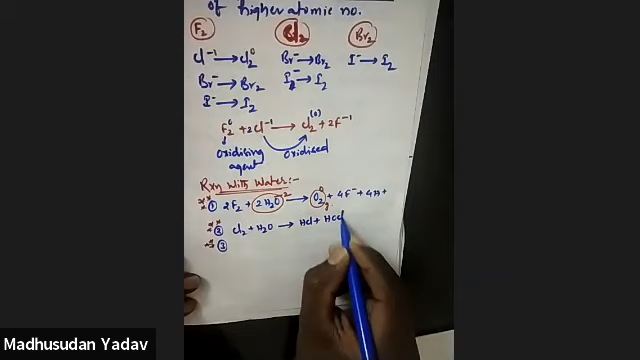 of higher atomic no.
F₂ Cl₂ Br₂
Cl⁻¹ → Cl₂⁰ Br⁻ → Br₂ I⁻ → I₂
Br⁻ → Br₂ I₂⁻ → I₂
I⁻ → I₂
F₂⁰ + 2Cl⁻¹ → Cl₂⁽⁰⁾ + 2F⁻¹
oxidising agent oxidised
Rxn with Water:-
** ① 2F₂ + 2H₂O⁻² → O₂⁰ + 4F⁻ + 4H+
** ② Cl₂ + H₂O → HCl + HCl
** ③
Madhusudan Yadav